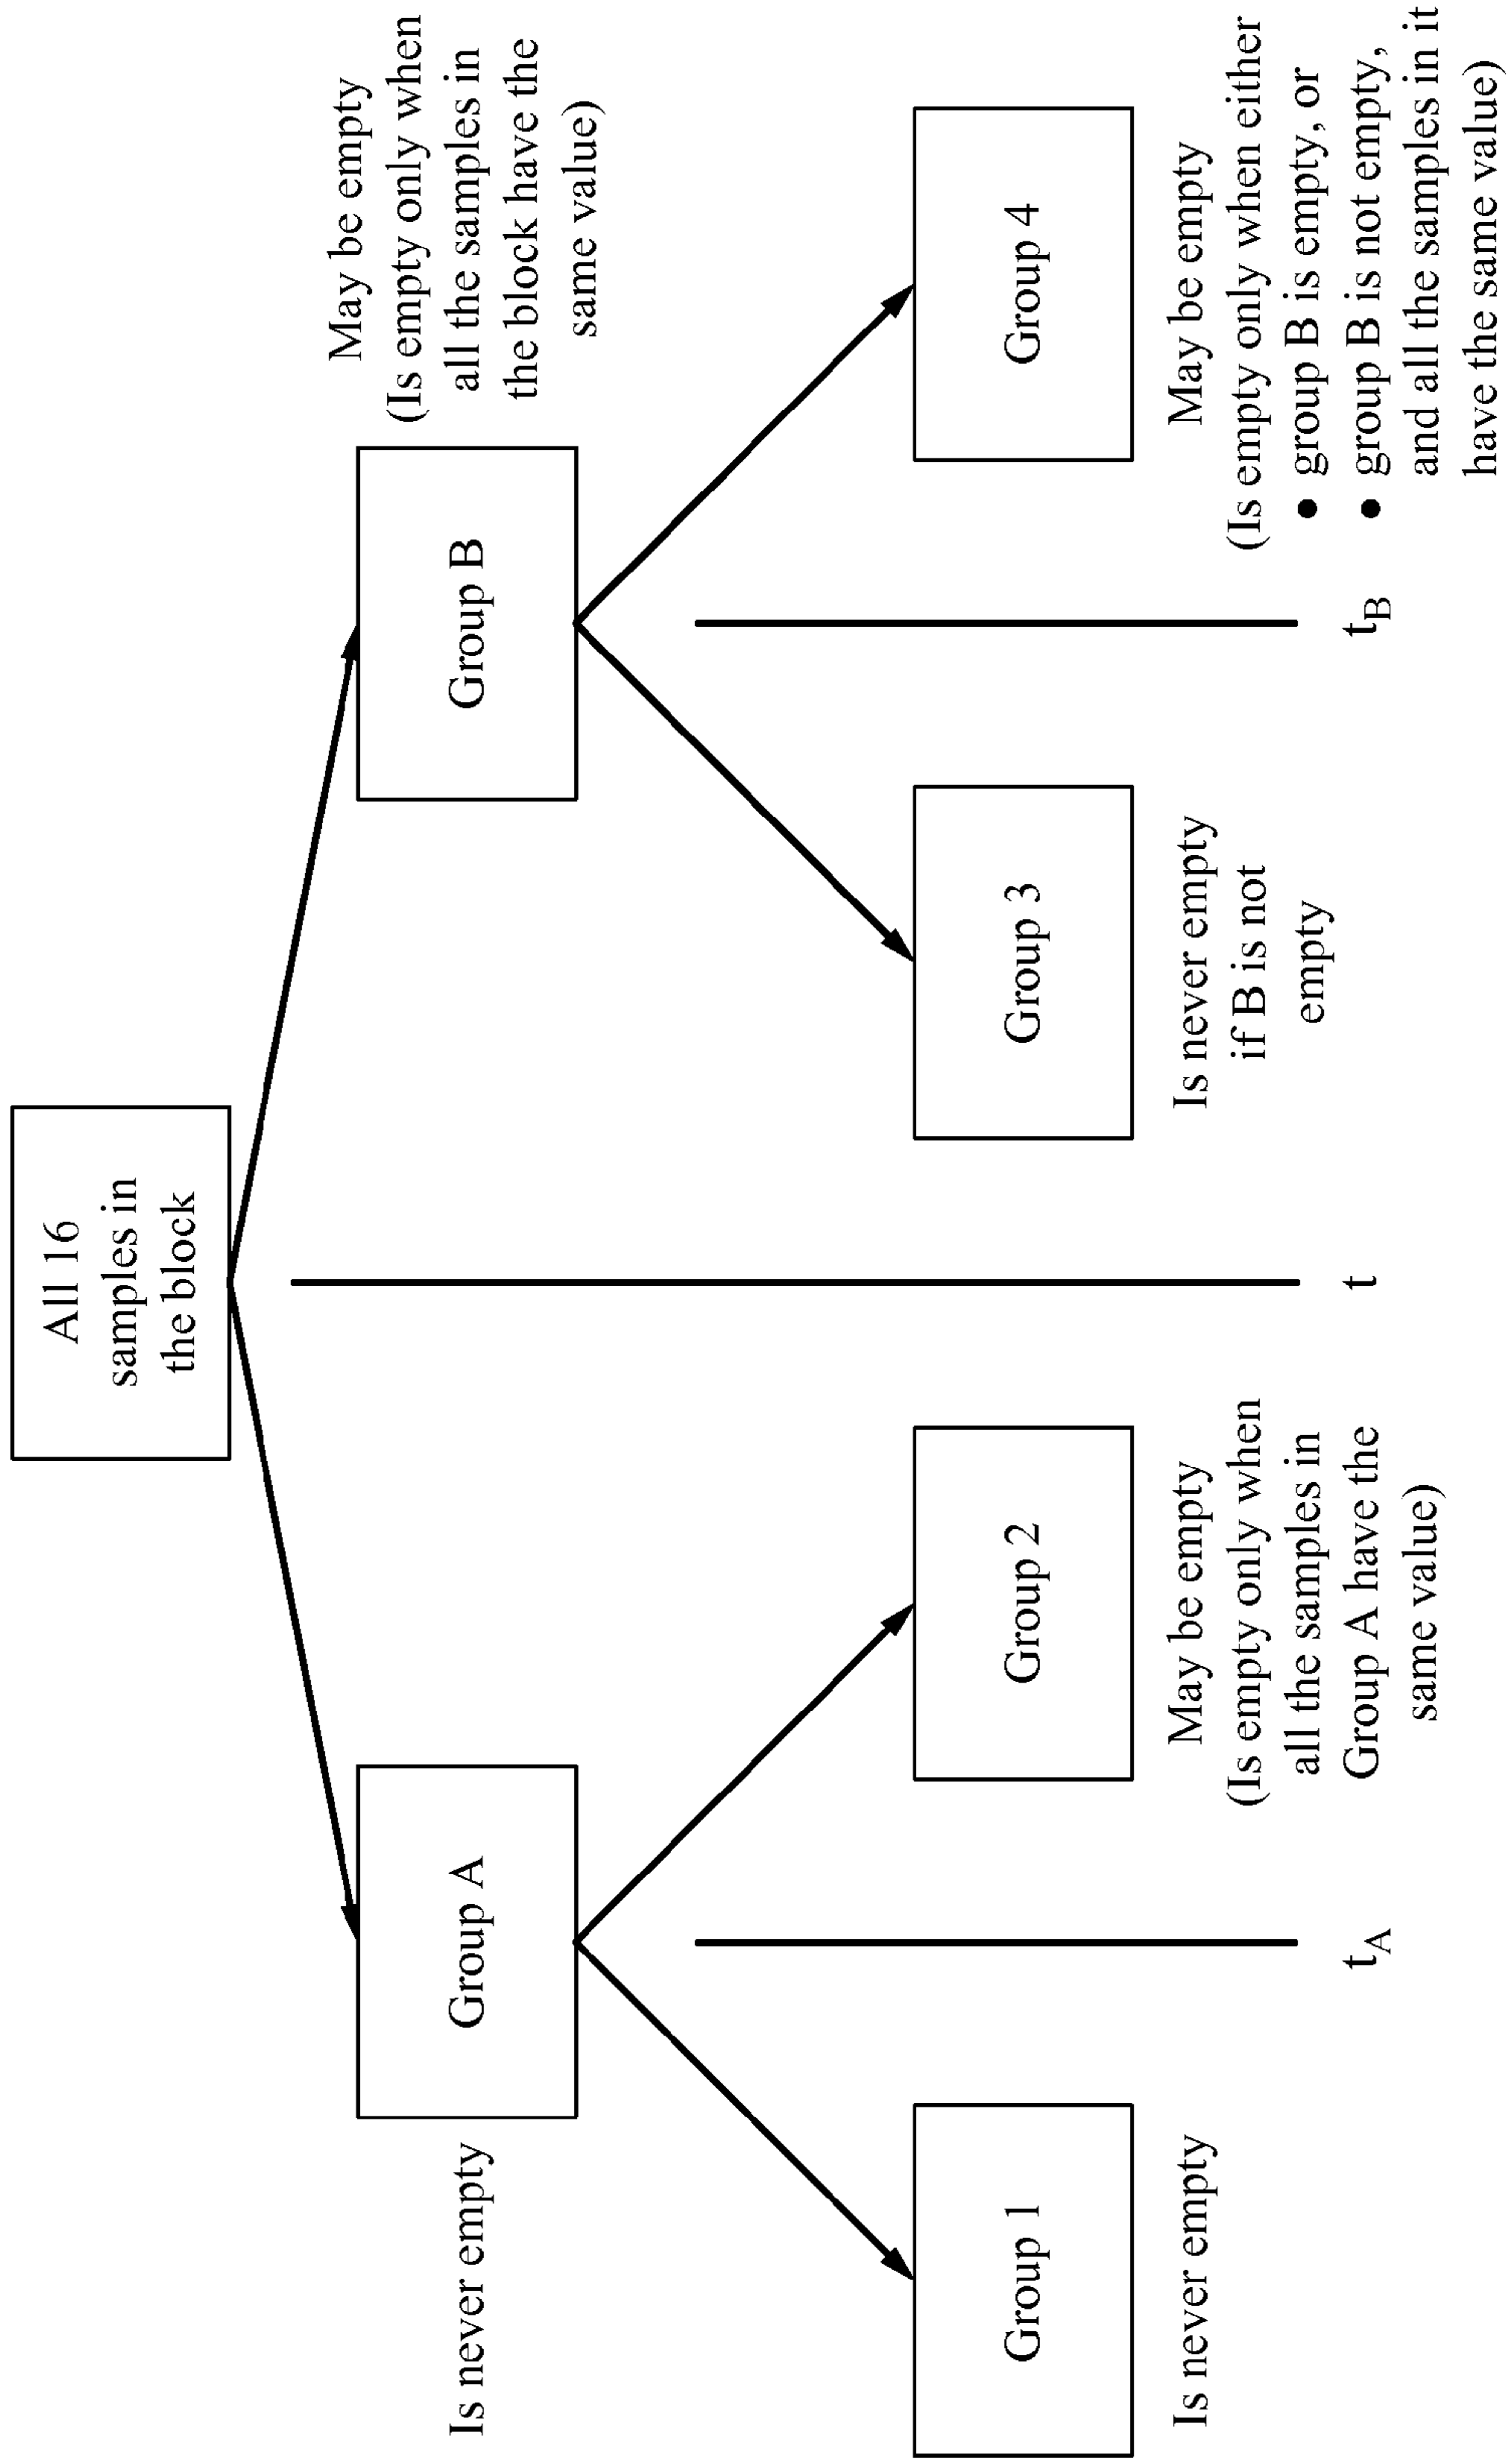 All 16
samples in
the block
Is never empty
Group A
Group B
May be empty
(Is empty only when
all the samples in
the block have the
same value)
Group 1
Group 2
Group 3
Group 4
Is never empty
May be empty
(Is empty only when
all the samples in
Group A have the
same value)
Is never empty
if B is not
empty
May be empty
(Is empty only when either
• group B is empty, or
• group B is not empty,
and all the samples in it
have the same value)
tA
t
tB